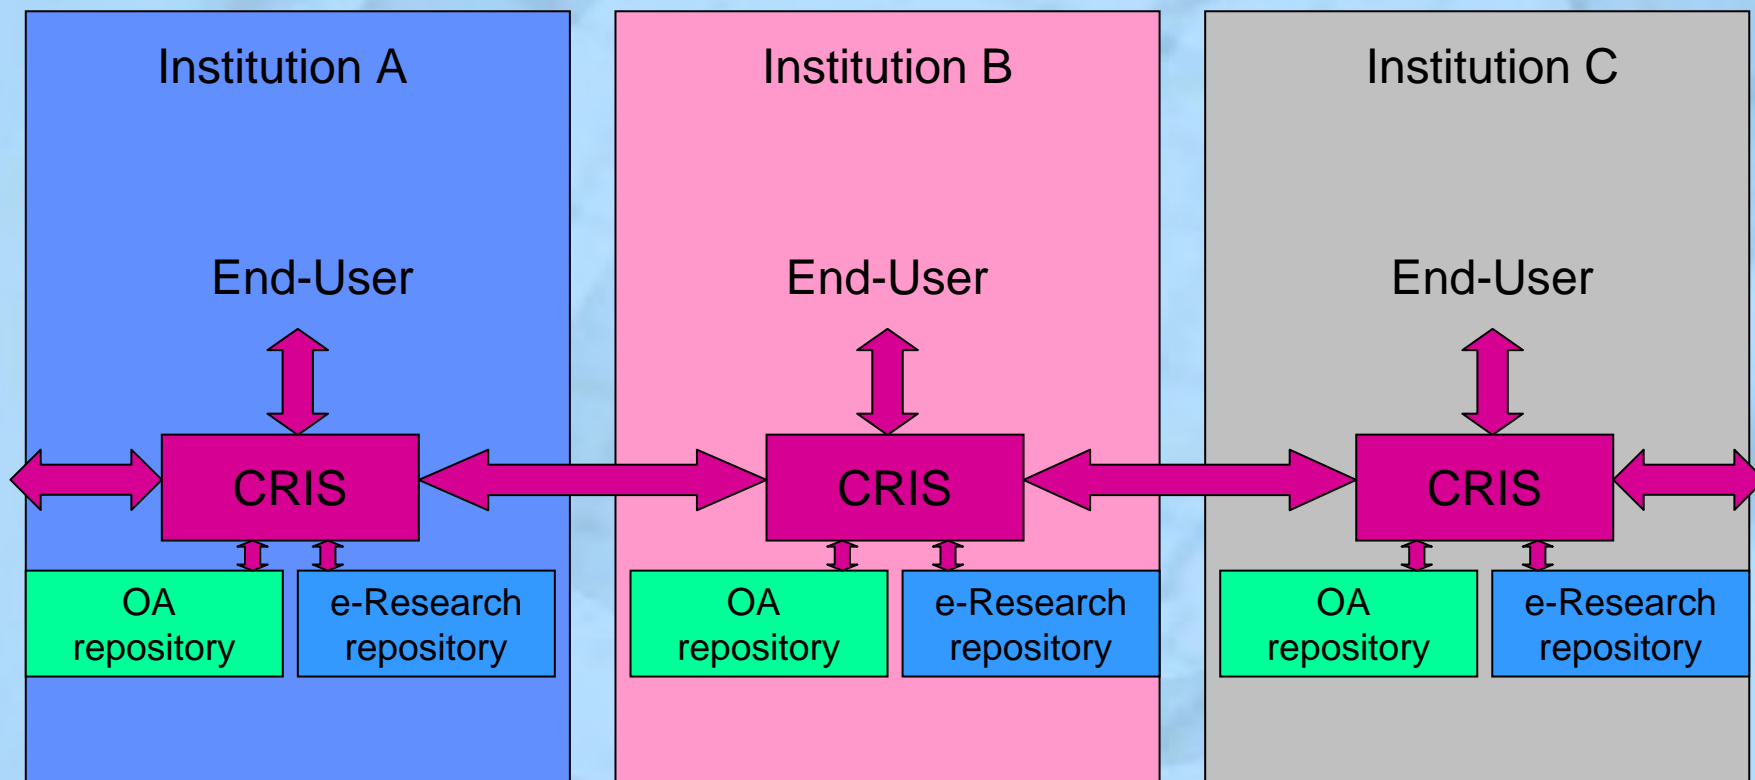 Institution A
Institution B
Institution C
End-User
End-User
End-User
CRIS
CRIS
CRIS
OA
repository
e-Research
repository
OA
repository
e-Research
repository
OA
repository
e-Research
repository